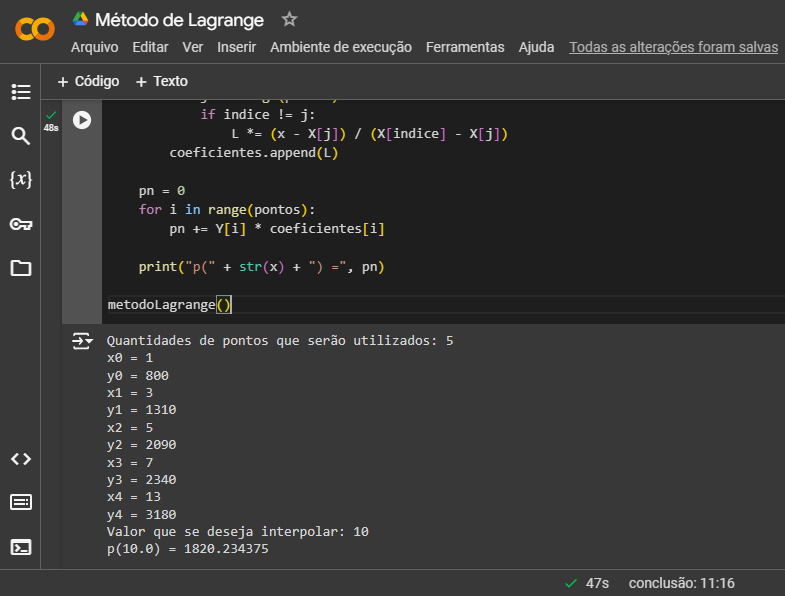 Método de Lagrange
Arquivo Editar Ver Inserir Ambiente de execução Ferramentas Ajuda Todas as alterações foram salvas
+ Código + Texto
48s
if indice != j:
L *= (x - X[j]) / (X[indice] - X[j])
coeficientes.append(L)
pn = 0
for i in range(pontos):
pn += Y[i] * coeficientes[i]
print("p(" + str(x) + ") =", pn)
metodoLagrange()
{x}
Quantidades de pontos que serão utilizados: 5
x0 = 1
y0 = 800
x1 = 3
y1 = 1310
x2 = 5
y2 = 2090
x3 = 7
y3 = 2340
x4 = 13
y4 = 3180
Valor que se deseja interpolar: 10
p(10.0) = 1820.234375
47s conclusão: 11:16